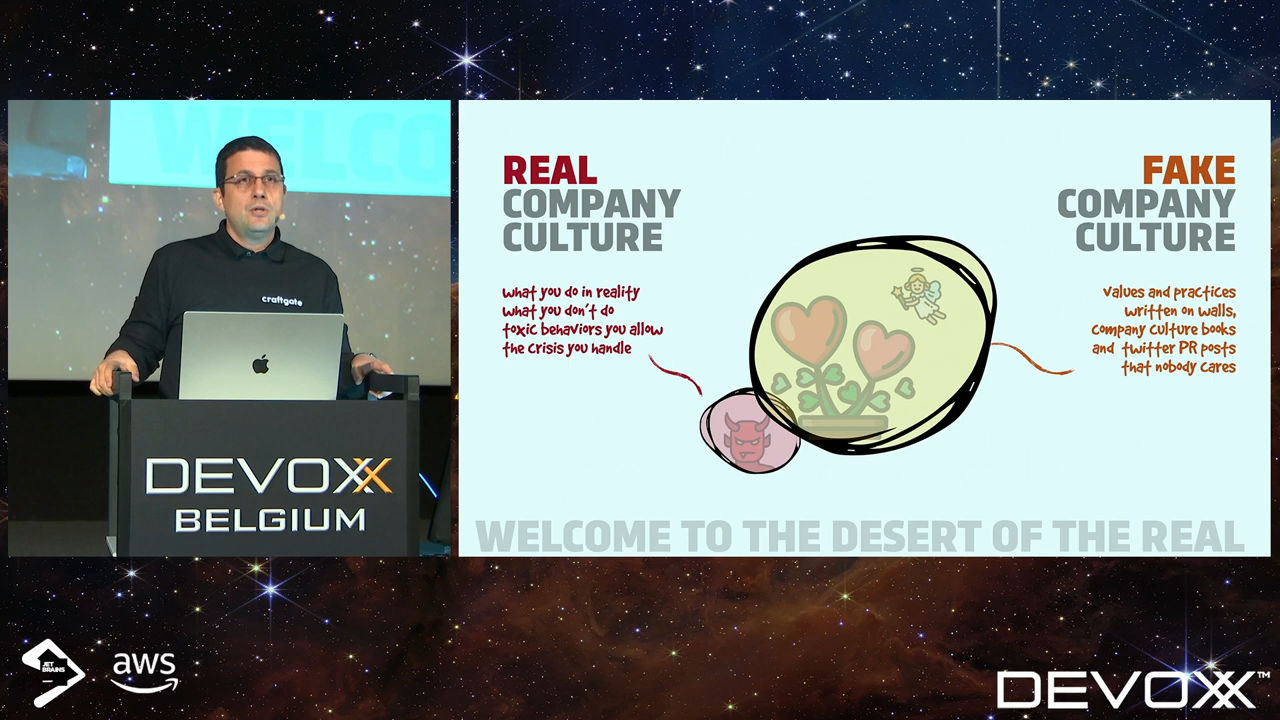 WELCO
craftgate
DEVOXX
BELGIUM
REAL
COMPANY
CULTURE
what you do in reality
what you don't do
toxic behaviors you allow
the crisis you handle
FAKE
COMPANY
CULTURE
values and practices
written on walls,
company culture books
and twitter PR posts
that nobody cares
WELCOME TO THE DESERT OF THE REAL
JET
BRAINS
aws
DEVOXX™